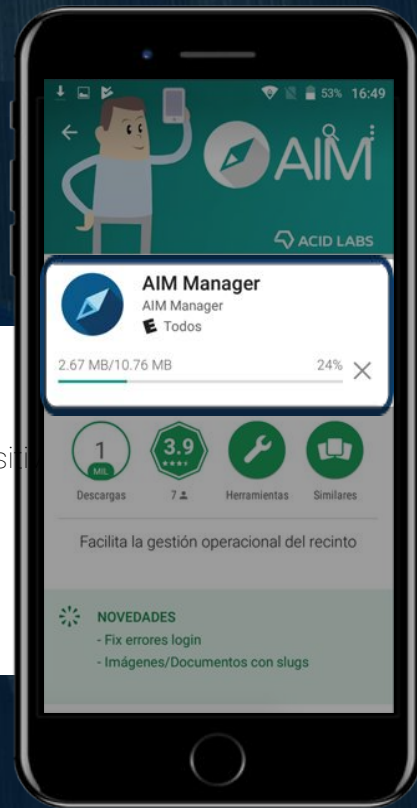 53% 16:49
AIM
ACID LABS
AIM Manager
AIM Manager
E Todos
2.67 MB/10.76 MB 24%
1 3.9
MIL
Descargas 7 Herramientas Similares
Facilita la gestión operacional del recinto
NOVEDADES
- Fix errores login
- Imágenes/Documentos con slugs